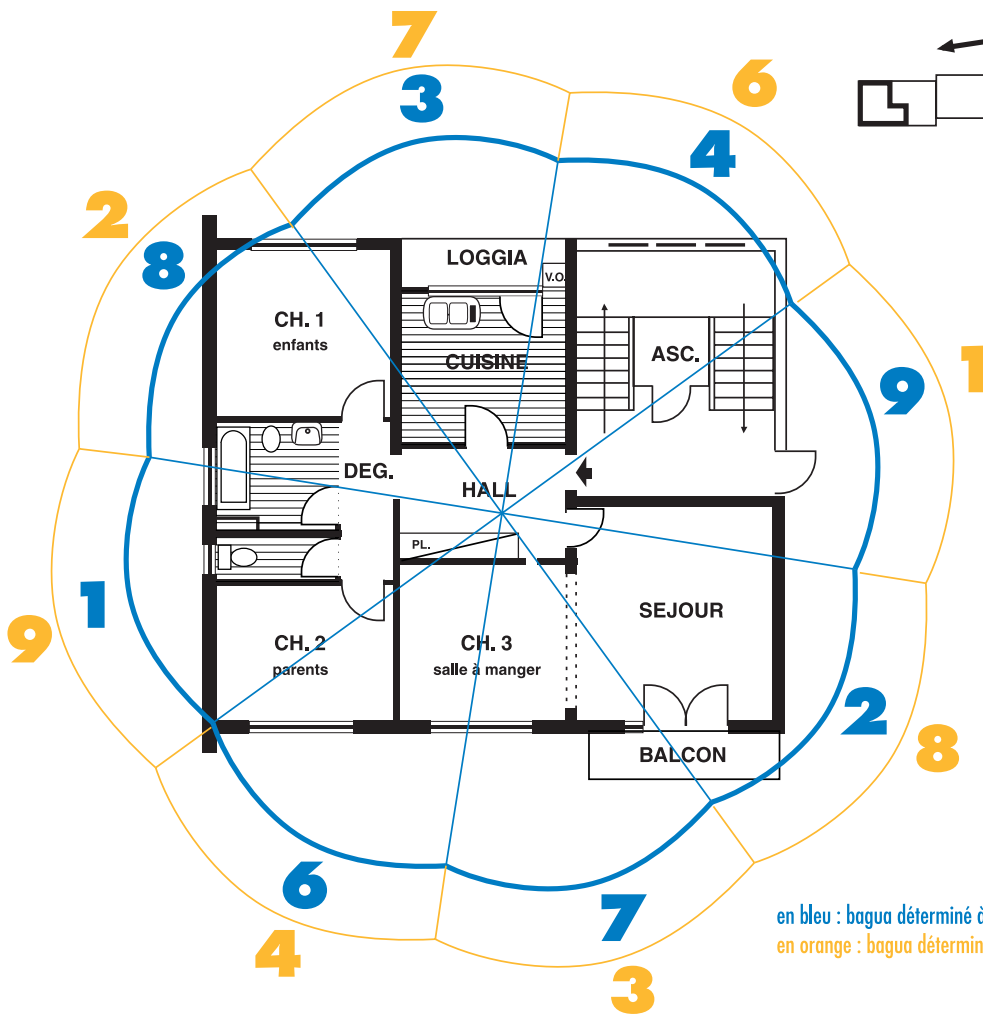 7
6
3
4
2
8
LOGGIA
V.O.
CH. 1
enfants
CUISINE
ASC.
1
9
DEG.
HALL
PL.
SEJOUR
1
9
CH. 2
parents
CH. 3
salle à manger
2
8
BALCON
6
7
4
3
en bleu : bagua déterminé à
en orange : bagua détermin